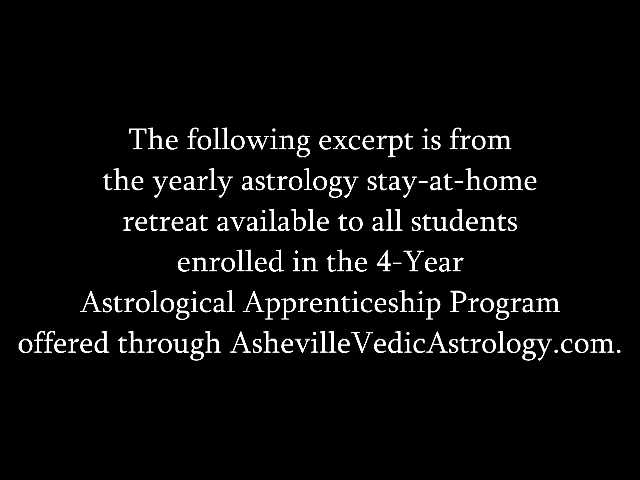 The following excerpt is from
the yearly astrology stay-at-home
retreat available to all students
enrolled in the 4-Year
Astrological Apprenticeship Program
offered through AshevilleVedicAstrology.com.